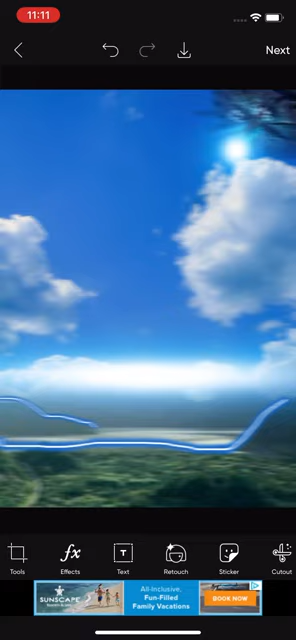 11:11
Next
Tools
Effects
Text
Retouch
Sticker
Cutout
SUNSCAPE
All-Inclusive,
Fun-Filled
Family Vacations
BOOK NOW